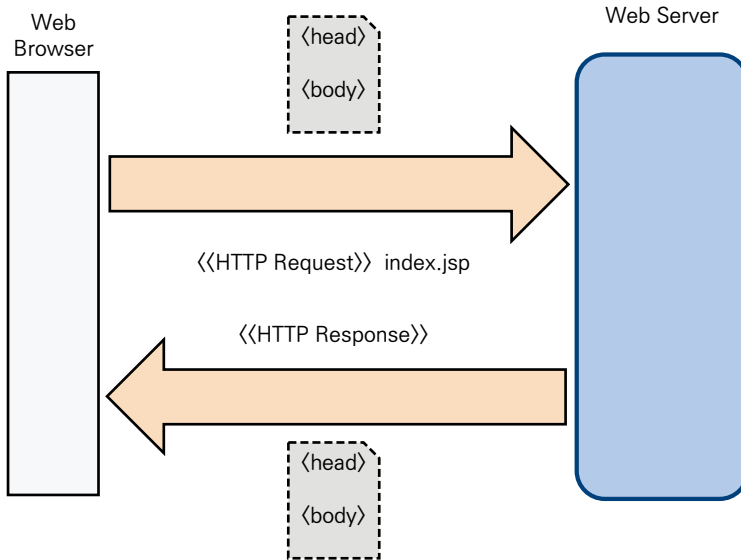 Web
Browser
〈head〉
〈body〉
Web Server
〈〈HTTP Request〉〉 index.jsp
〈〈HTTP Response〉〉
〈head〉
〈body〉